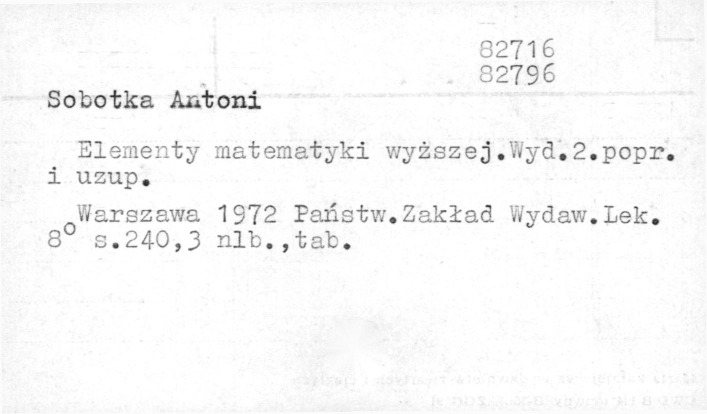 82716
82796
Sobotka Antoni
Elementy matematyki wyższej.Wyd.2.popr.
i uzup.
Warszawa 1972 Państw.Zakład Wydaw.Lek.
8° s.240,3 nlb.,tab.